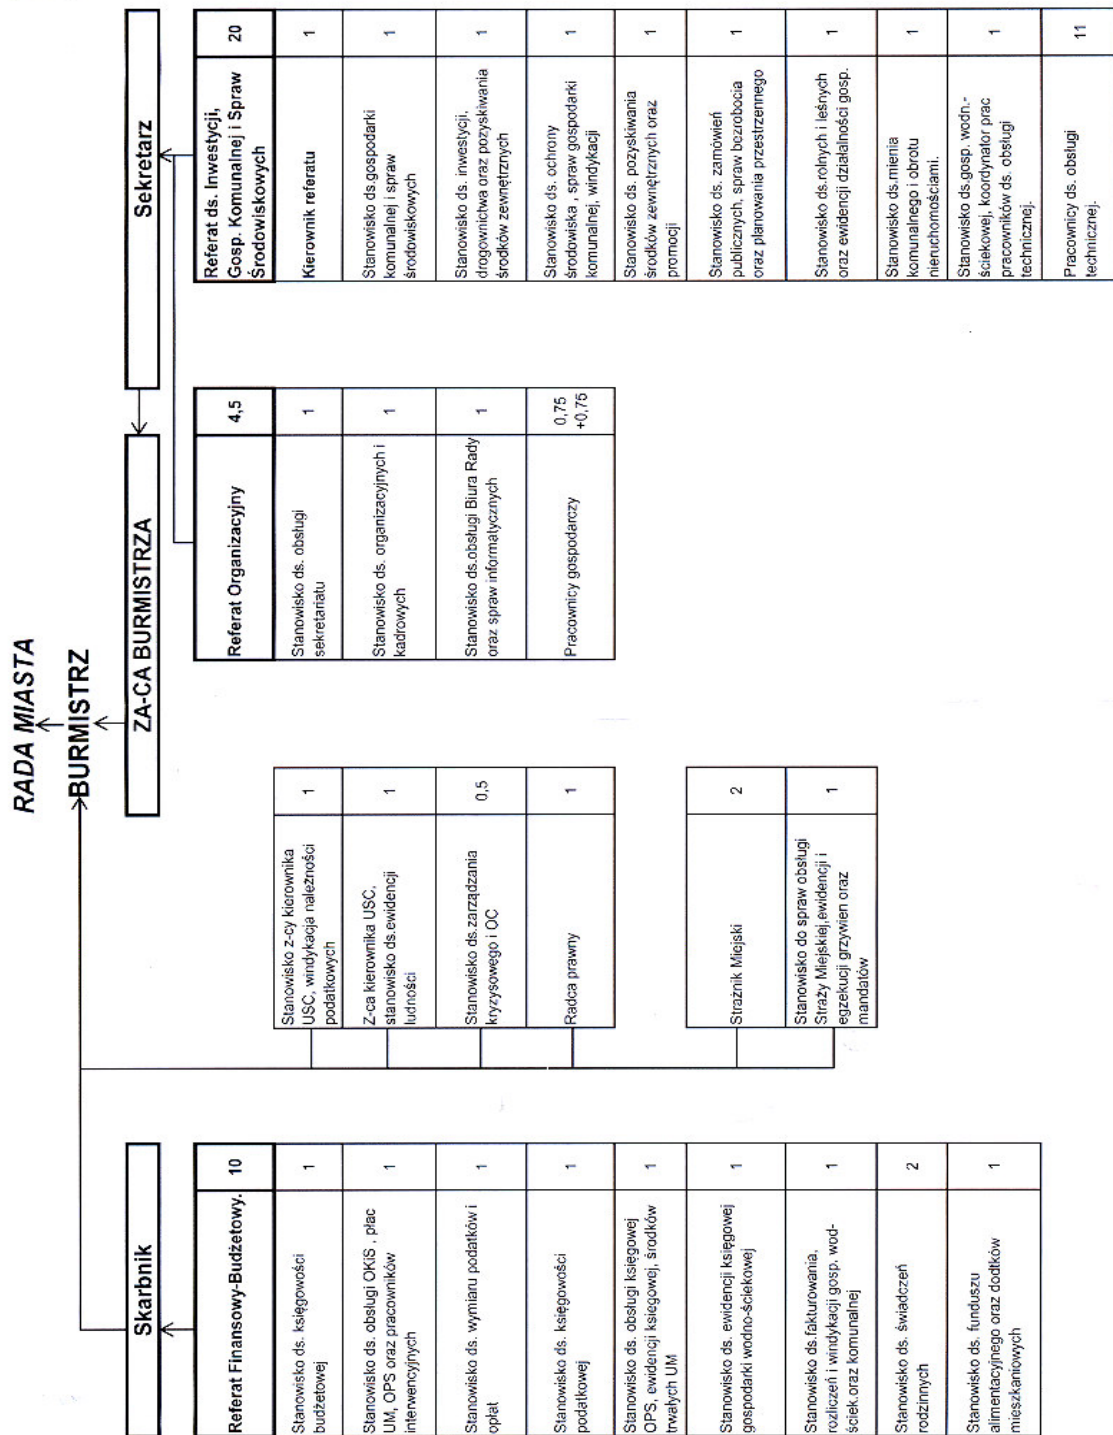 RADA MIASTA
BURMISTRZ
Skarbnik
ZA-CA BURMISTRZA
Sekretarz
Referat Finansowy-Budżetowy.
10
Stanowisko ds. księgowości
budżetowej
1
Stanowisko ds. obsługi OKiS , płac
UM, OPS oraz pracowników
interwencyjnych
1
Stanowisko ds. wymiaru podatków i
opłat
1
Stanowisko ds. księgowości
podatkowej
1
Stanowisko ds. obsługi księgowej
OPS, ewidencji ksiegowej, środków
trwałych UM
1
Stanowisko ds. ewidencji księgowej
gospodarki wodno-ściekowej
1
Stanowisko ds.fakturowania,
rozliczeń i windykacji gosp. wod-
ściek.oraz komunalnej
1
Stanowisko ds. świadczeń
rodzinnych
2
Stanowisko ds. funduszu
alimentacyjnego oraz dodtków
mieszkaniowych
1
Stanowisko z-cy kierownika
USC, windykacja należności
podatkowych
1
Z-ca kierownika USC,
stanowisko ds.ewidencji
ludności
1
Stanowisko ds.zarządzania
kryzysowego i OC
0,5
Radca prawny
1
Strażnik Miejski
2
Stanowisko do spraw obsługi
Straży Miejskiej,ewidencji i
egzekucji grzywien oraz
mandatów
1
Referat Organizacyjny
4,5
Stanowisko ds. obsługi
sekretariatu
1
Stanowisko ds. organizacyjnych i
kadrowych
1
Stanowisko ds.obsługi Biura Rady
oraz spraw informatycznych
1
Pracownicy gospodarczy
0,75
+0,75
Referat ds. Inwestycji,
Gosp. Komunalnej i Spraw
Środowiskowych
20
Kierownik referatu
1
Stanowisko ds.gospodarki
komunalnej i spraw
środowiskowych
1
Stanowisko ds. inwestycji,
drogownictwa oraz pozyskiwania
środków zewnętrznych
1
Stanowisko ds. ochrony
środowiska , spraw gospodarki
komunalnej, windykacji
1
Stanowisko ds. pozyskiwania
środków zewnętrznych oraz
promocji
1
Stanowisko ds. zamówień
publicznych, spraw bezrobocia
oraz planowania przestrzennego
1
Stanowisko ds.rolnych i leśnych
oraz ewidencji działalności gosp.
1
Stanowisko ds.mienia
komunalnego i obrotu
nieruchomościami.
1
Stanowisko ds.gosp. wodn.-
ściekowej, koordynator prac
pracowników ds. obsługi
technicznej.
1
Pracownicy ds. obsługi
technicznej.
11